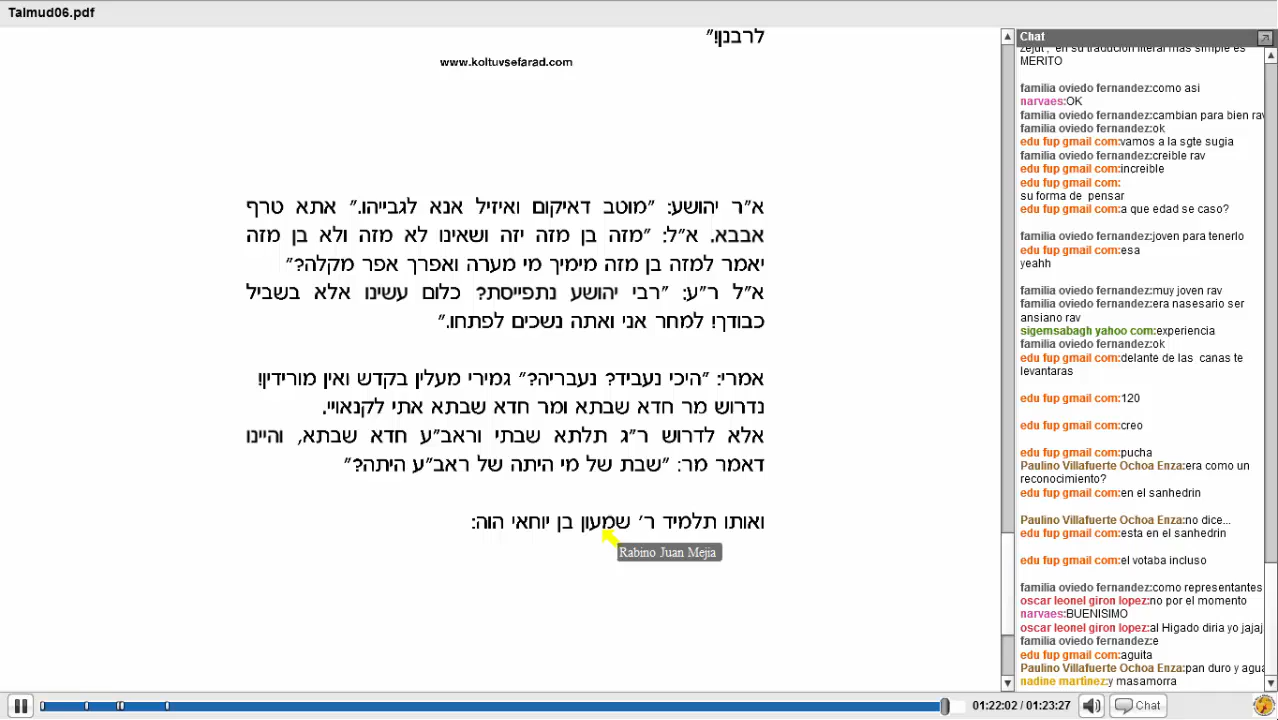 Talmud06.pdf
לרבנן!"
www.koltuvsefarad.com
א"ר יהושע: "מוטב דאיקום ואיזיל אנא לגבייהו." אתא טרף
אבבא. א"ל: "מזה בן מזה יזה ושאינו לא מזה ולא בן מזה
יאמר למזה בן מזה מימיך מי מערה ואפרך אפר מקלה?"
א"ל ר"ע: "רבי יהושע נתפייסת? כלום עשינו אלא בשביל
כבודך! למחר אני ואתה נשכים לפתחו."
אמרי: "היכי נעביד? נעבריה?" גמירי מעלין בקדש ואין מורידין!
נדרוש מר חדא שבתא ומר חדא שבתא אתי לקנאויי.
אלא לדרוש ר"ג תלתא שבתי וראב"ע חדא שבתא, והיינו
דאמר מר: "שבת של מי היתה של ראב"ע היתה?"
ואותו תלמיד ר' שמעון בן יוחאי הוה:
Rabino Juan Mejia
Chat
zejut , en su traducion literal mas simple es
MERITO
familia oviedo fernandez:como asi
narvaes:OK
familia oviedo fernandez:cambian para bien rav
familia oviedo fernandez:ok
edu fup gmail com:vamos a la sgte sugia
familia oviedo fernandez:creible rav
edu fup gmail com:increible
edu fup gmail com:
su forma de pensar
edu fup gmail com:a que edad se caso?
familia oviedo fernandez:joven para tenerlo
edu fup gmail com:esa
yeahh
familia oviedo fernandez:muy joven rav
familia oviedo fernandez:era nasesario ser
ansiano rav
sigemsabagh yahoo com:experiencia
familia oviedo fernandez:ok
edu fup gmail com:delante de las canas te
levantaras
edu fup gmail com:120
edu fup gmail com:creo
edu fup gmail com:pucha
Paulino Villafuerte Ochoa Enza:era como un
reconocimiento?
edu fup gmail com:en el sanhedrin
Paulino Villafuerte Ochoa Enza:no dice...
edu fup gmail com:esta en el sanhedrin
edu fup gmail com:el votaba incluso
familia oviedo fernandez:como representantes
oscar leonel giron lopez:no por el momento
narvaes:BUENISIMO
oscar leonel giron lopez:al Higado diria yo jajaj
familia oviedo fernandez:e
edu fup gmail com:aguita
Paulino Villafuerte Ochoa Enza:pan duro y agua
nadine martinez:y masamorra
01:22:02 / 01:23:27
Chat